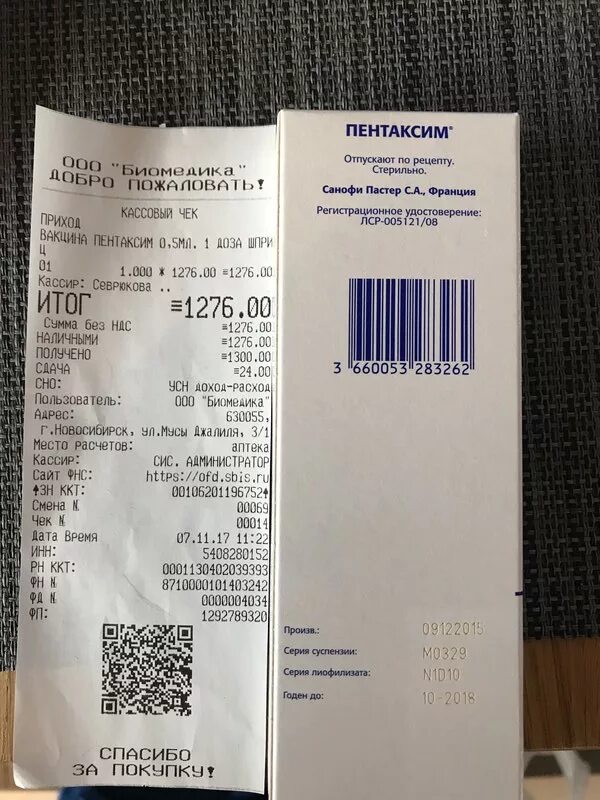 ООО "Биомедика"
ДОБРО ПОЖАЛОВАТЬ!
КАССОВЫЙ ЧЕК
ПРИХОД
ВАКЦИНА ПЕНТАКСИМ 0,5МЛ. 1 ДОЗА ШПРИ
Ц
01 1.000 * 1276.00 ≡1276.00
Кассир: Севрюкова ..
ИТОГ ≡1276.00
Сумма без НДС ≡1276.00
НАЛИЧНЫМИ ≡1276.00
ПОЛУЧЕНО ≡1300.00
СДАЧА ≡24.00
СНО: УСН доход-расход
Пользователь: ООО "Биомедика"
Адрес: 630055,
г.Новосибирск, ул.Мусы Джалиля, 3/1
Место расчетов: аптека
Кассир: СИС. АДМИНИСТРАТОР
Сайт ФНС: https://ofd.sbis.ru
ЗН ККТ: 00106201196752
Смена № 00069
Чек № 00014
Дата Время 07.11.17 11:22
ИНН: 5408280152
РН ККТ: 0001130402039393
ФН № 8710000101403242
ФД № 0000004034
ФП: 1292789320
СПАСИБО
ЗА ПОКУПКУ!
ПЕНТАКСИМ®
Отпускают по рецепту.
Стерильно.
Санофи Пастер С.А., Франция
Регистрационное удостоверение:
ЛСР-005121/08
3 660053 283262
Произв.: 09122015
Серия суспензии: M0329
Серия лиофилизата: N1D10
Годен до: 10-2018